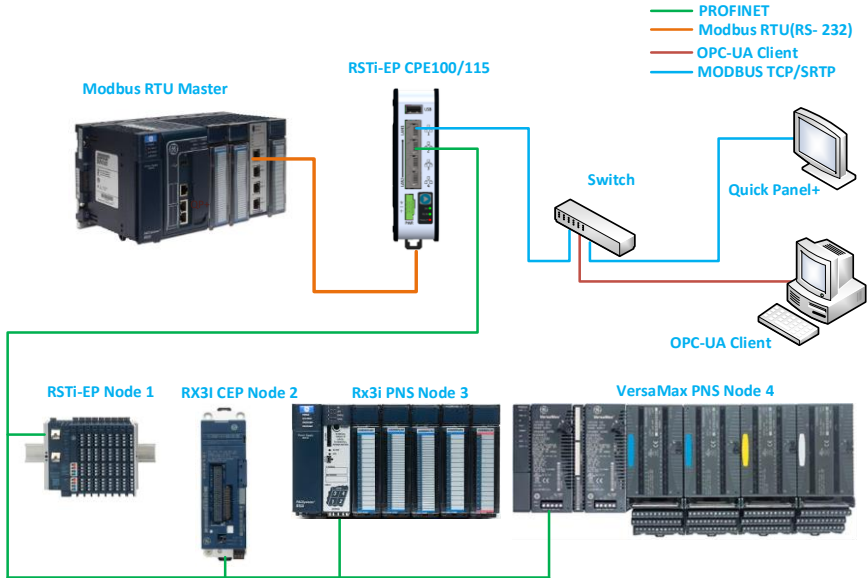 PROFINET
Modbus RTU(RS- 232)
OPC-UA Client
MODBUS TCP/SRTP
RSTi-EP CPE100/115
Modbus RTU Master
Switch
Quick Panel+
OPC-UA Client
RSTi-EP Node 1
RX3I CEP Node 2
Rx3i PNS Node 3
VersaMax PNS Node 4
VersaMax
VersaMax